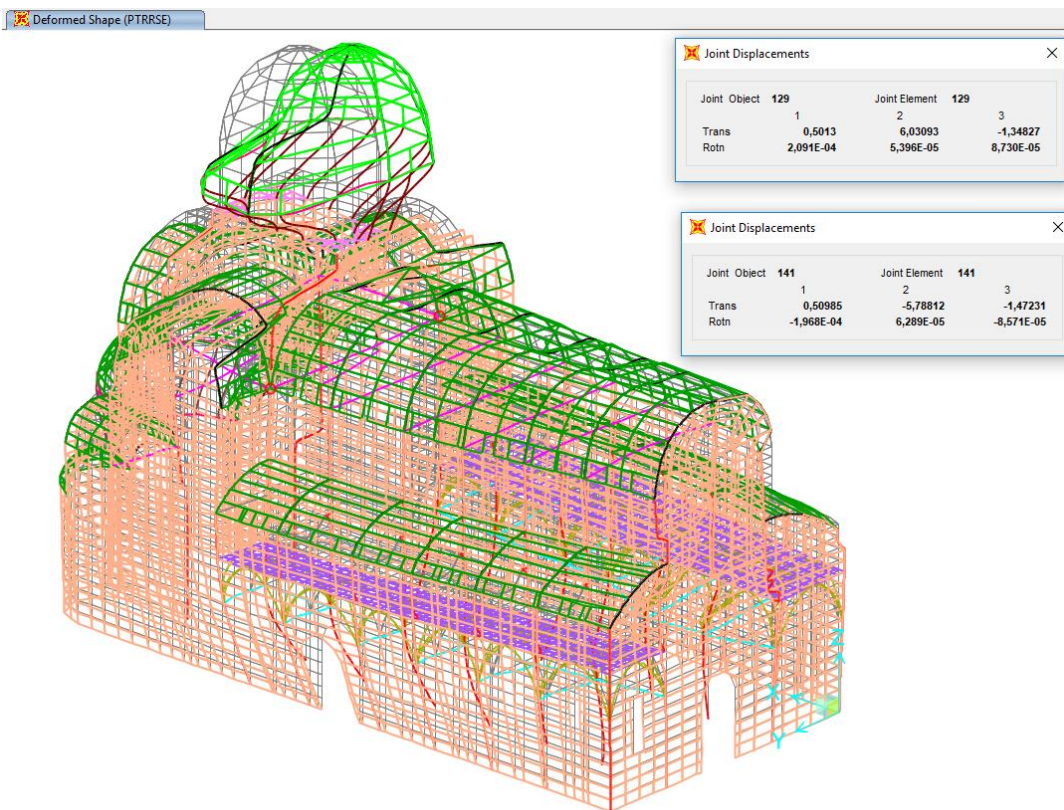 Deformed Shape (PTRRSE)
Joint Displacements
Joint Object 129 Joint Element 129
1 2 3
Trans 0,5013 6,03093 -1,34827
Rotn 2,091E-04 5,396E-05 8,730E-05
Joint Displacements
Joint Object 141 Joint Element 141
1 2 3
Trans 0,50985 -5,78812 -1,47231
Rotn -1,968E-04 6,289E-05 -8,571E-05
Z
X
Y